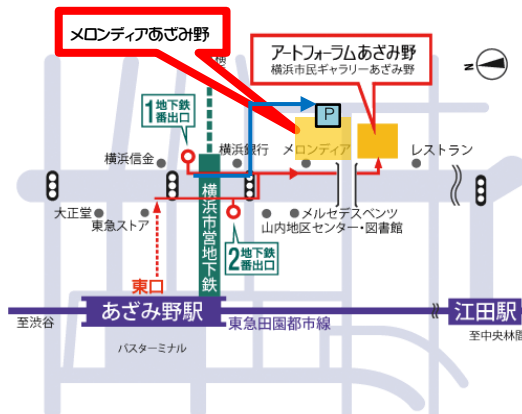 メロンディアあざみ野
横
アートフォーラムあざみ野
横浜市民ギャラリーあざみ野
N
P
1 地下鉄
番出口
横浜信金
横浜銀行
メロンディア
レストラン
大正堂
東急ストア
横浜市営地下鉄
メルセデスベンツ
山内地区センター・図書館
2 地下鉄
番出口
東口
あざみ野駅
東急田園都市線
江田駅
至渋谷
至中央林間
バスターミナル